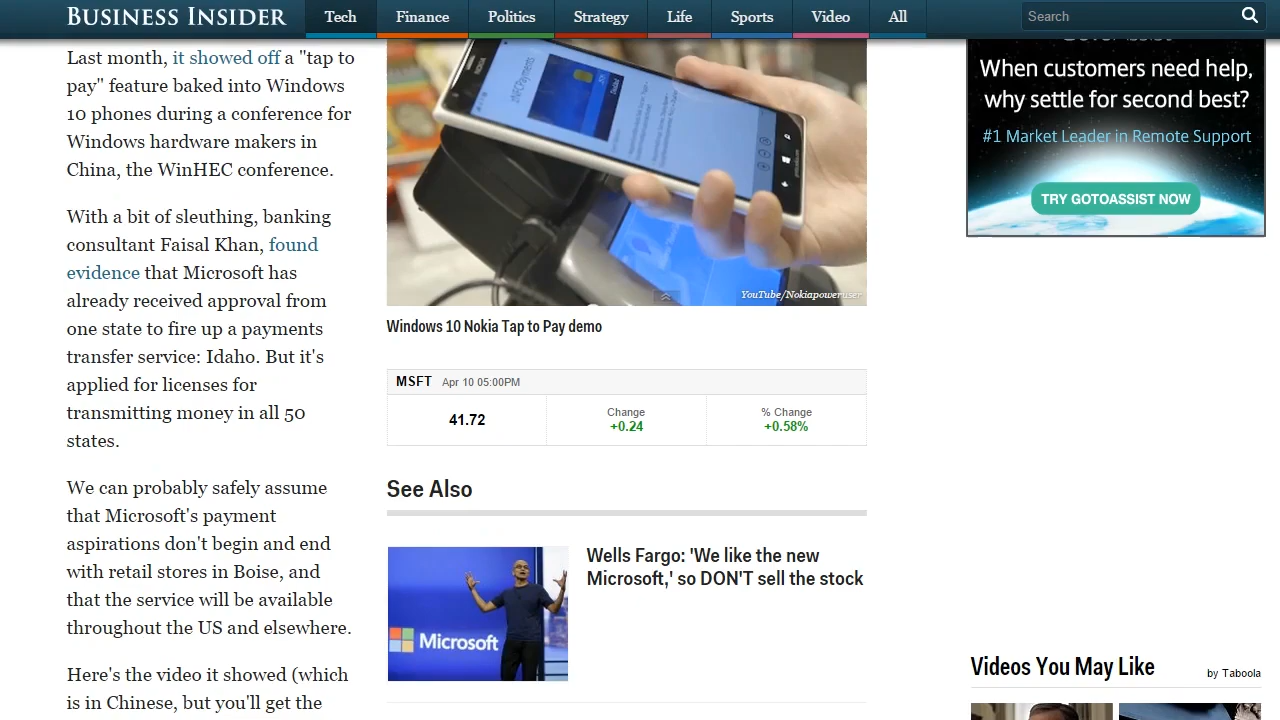 BUSINESS INSIDER
Tech
Finance
Politics
Strategy
Life
Sports
Video
All
Search
Last month, it showed off a "tap to
pay" feature baked into Windows
10 phones during a conference for
Windows hardware makers in
China, the WinHEC conference.
With a bit of sleuthing, banking
consultant Faisal Khan, found
evidence that Microsoft has
already received approval from
one state to fire up a payments
transfer service: Idaho. But it's
applied for licenses for
transmitting money in all 50
states.
We can probably safely assume
that Microsoft's payment
aspirations don't begin and end
with retail stores in Boise, and
that the service will be available
throughout the US and elsewhere.
Here's the video it showed (which
is in Chinese, but you'll get the
NOKIA
YouTube/Nokiapoweruser
Windows 10 Nokia Tap to Pay demo
MSFT Apr 10 05:00PM
41.72
Change
+0.24
% Change
+0.58%
See Also
Microsoft
Wells Fargo: 'We like the new
Microsoft,' so DON'T sell the stock
When customers need help,
why settle for second best?
#1 Market Leader in Remote Support
TRY GOTOASSIST NOW
Videos You May Like
by Taboola